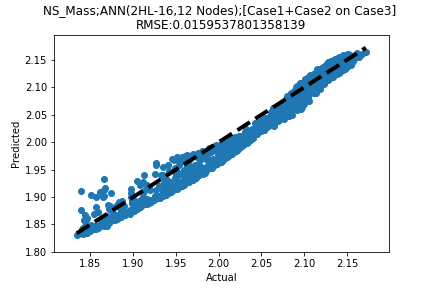 NS_Mass;ANN(2HL-16,12 Nodes);[Case1+Case2 on Case3]
RMSE:0.0159537801358139
2.15
2.10
2.05
2.00
1.95
1.90
1.85
1.80
Predicted
1.85 1.90 1.95 2.00 2.05 2.10 2.15
Actual